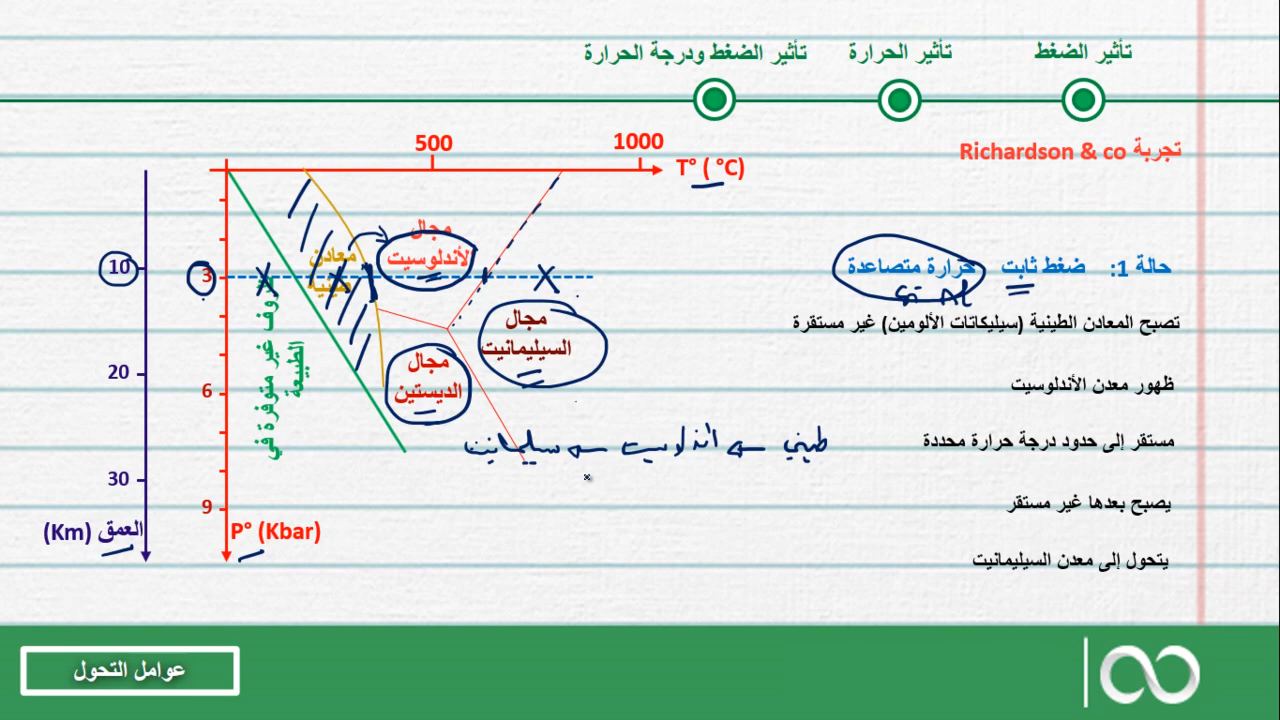 تأثير الضغط
تأثير الحرارة
تأثير الضغط ودرجة الحرارة
تجربة Richardson & co
500
1000
T° ( °C)
مجال
الأندلوسيت
معادن
طينية
مجال
السيليمانيت
مجال
الديستين
ظروف غير متوفرة في
الطبيعة
10
20
30
العمق (Km)
3
6
9
P° (Kbar)
حالة 1: ضغط ثابت حرارة متصاعدة
Si Al
تصبح المعادن الطينية (سيليكاتات الألومين) غير مستقرة
ظهور معدن الأندلوسيت
مستقر إلى حدود درجة حرارة محددة
يصبح بعدها غير مستقر
يتحول إلى معدن السيليمانيت
طيني ← أندلوسيت ← سيليمانيت
عوامل التحول